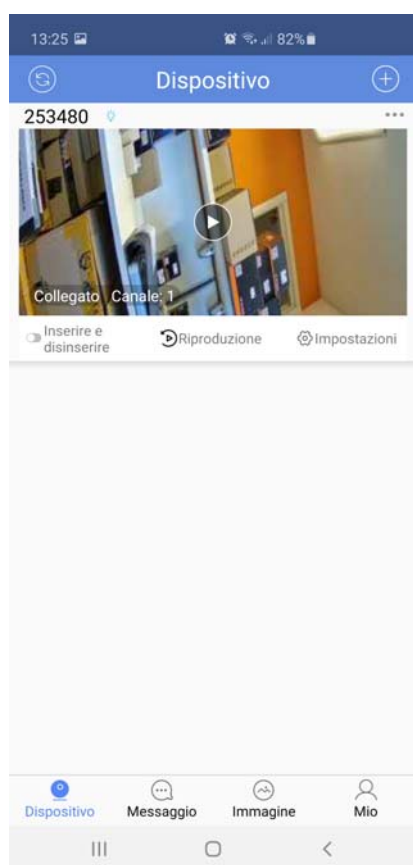 13:25 82%
Dispositivo
253480
Collegato Canale: 1
Inserire e
disinserire
Riproduzione
Impostazioni
Dispositivo Messaggio Immagine Mio